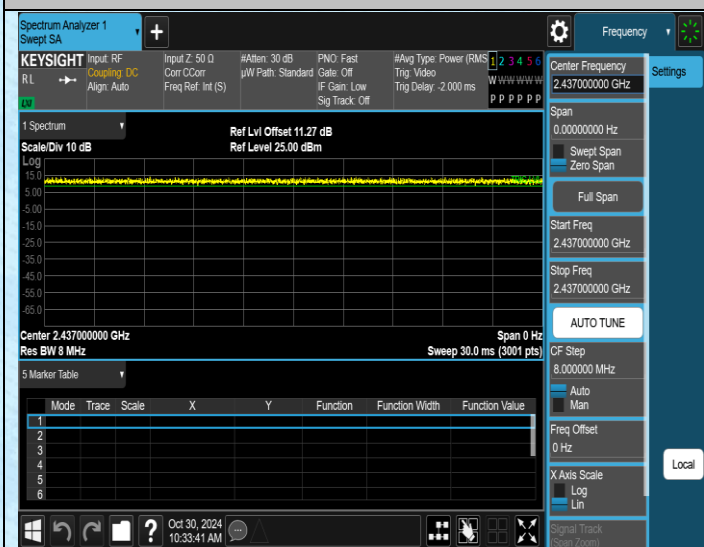 Spectrum Analyzer 1
Swept SA
Frequency
KEYSIGHT
RL
Input: RF
Coupling: DC
Align: Auto
Input Z: 50 Ω
Corr CCorr
Freq Ref: Int (S)
#Atten: 30 dB
µW Path: Standard
PNO: Fast
Gate: Off
IF Gain: Low
Sig Track: Off
#Avg Type: Power (RMS
Trig: Video
Trig Delay: -2.000 ms
1 2 3 4 5 6
W W W W W W
P P P P P P
1 Spectrum
Scale/Div 10 dB
Ref Lvl Offset 11.27 dB
Ref Level 25.00 dBm
Log
15.0
5.00
-5.00
-15.0
-25.0
-35.0
-45.0
-55.0
-65.0
Center 2.437000000 GHz
Res BW 8 MHz
Span 0 Hz
Sweep 30.0 ms (3001 pts)
5 Marker Table
Mode Trace Scale X Y Function Function Width Function Value
1
2
3
4
5
6
Oct 30, 2024
10:33:41 AM
?
Center Frequency
2.437000000 GHz
Settings
Span
0.00000000 Hz
Swept Span
Zero Span
Full Span
Start Freq
2.437000000 GHz
Stop Freq
2.437000000 GHz
AUTO TUNE
CF Step
8.000000 MHz
Auto
Man
Freq Offset
0 Hz
X Axis Scale
Log
Lin
Local
Signal Track
(Span Zoom)